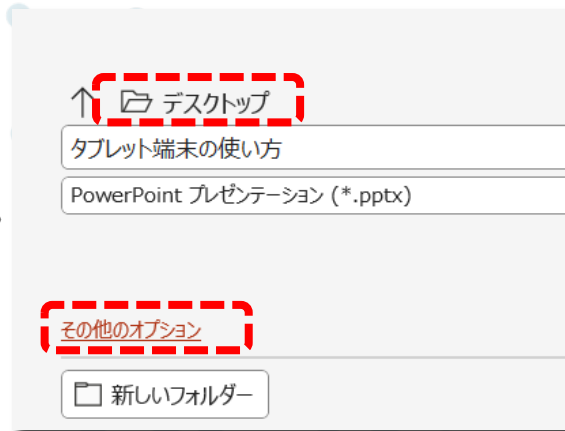 デスクトップ
タブレット端末の使い方
PowerPoint プレゼンテーション (*.pptx)
その他のオプション
新しいフォルダー